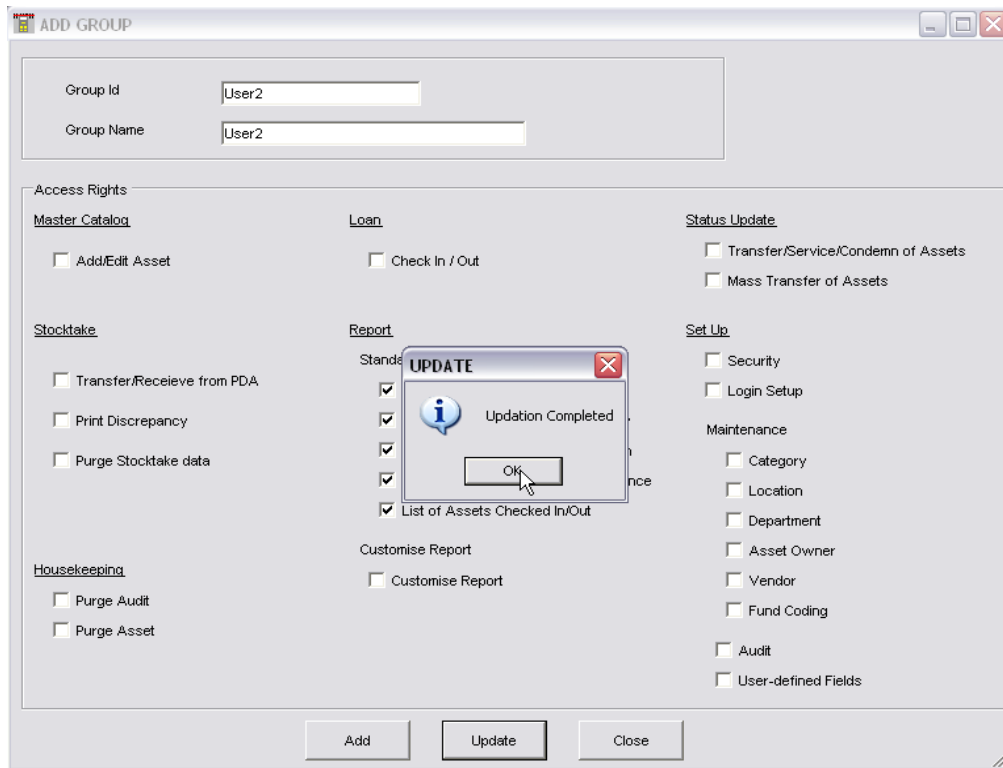 ADD GROUP
Group Id
User2
Group Name
User2
Access Rights
Master Catalog
Add/Edit Asset
Loan
Check In / Out
Status Update
Transfer/Service/Condemn of Assets
Mass Transfer of Assets
Stocktake
Transfer/Receieve from PDA
Print Discrepancy
Purge Stocktake data
Report
List of Assets Checked In/Out
Customise Report
Customise Report
UPDATE
Updation Completed
OK
Set Up
Security
Login Setup
Maintenance
Category
Location
Department
Asset Owner
Vendor
Fund Coding
Audit
User-defined Fields
Housekeeping
Purge Audit
Purge Asset
Add
Update
Close